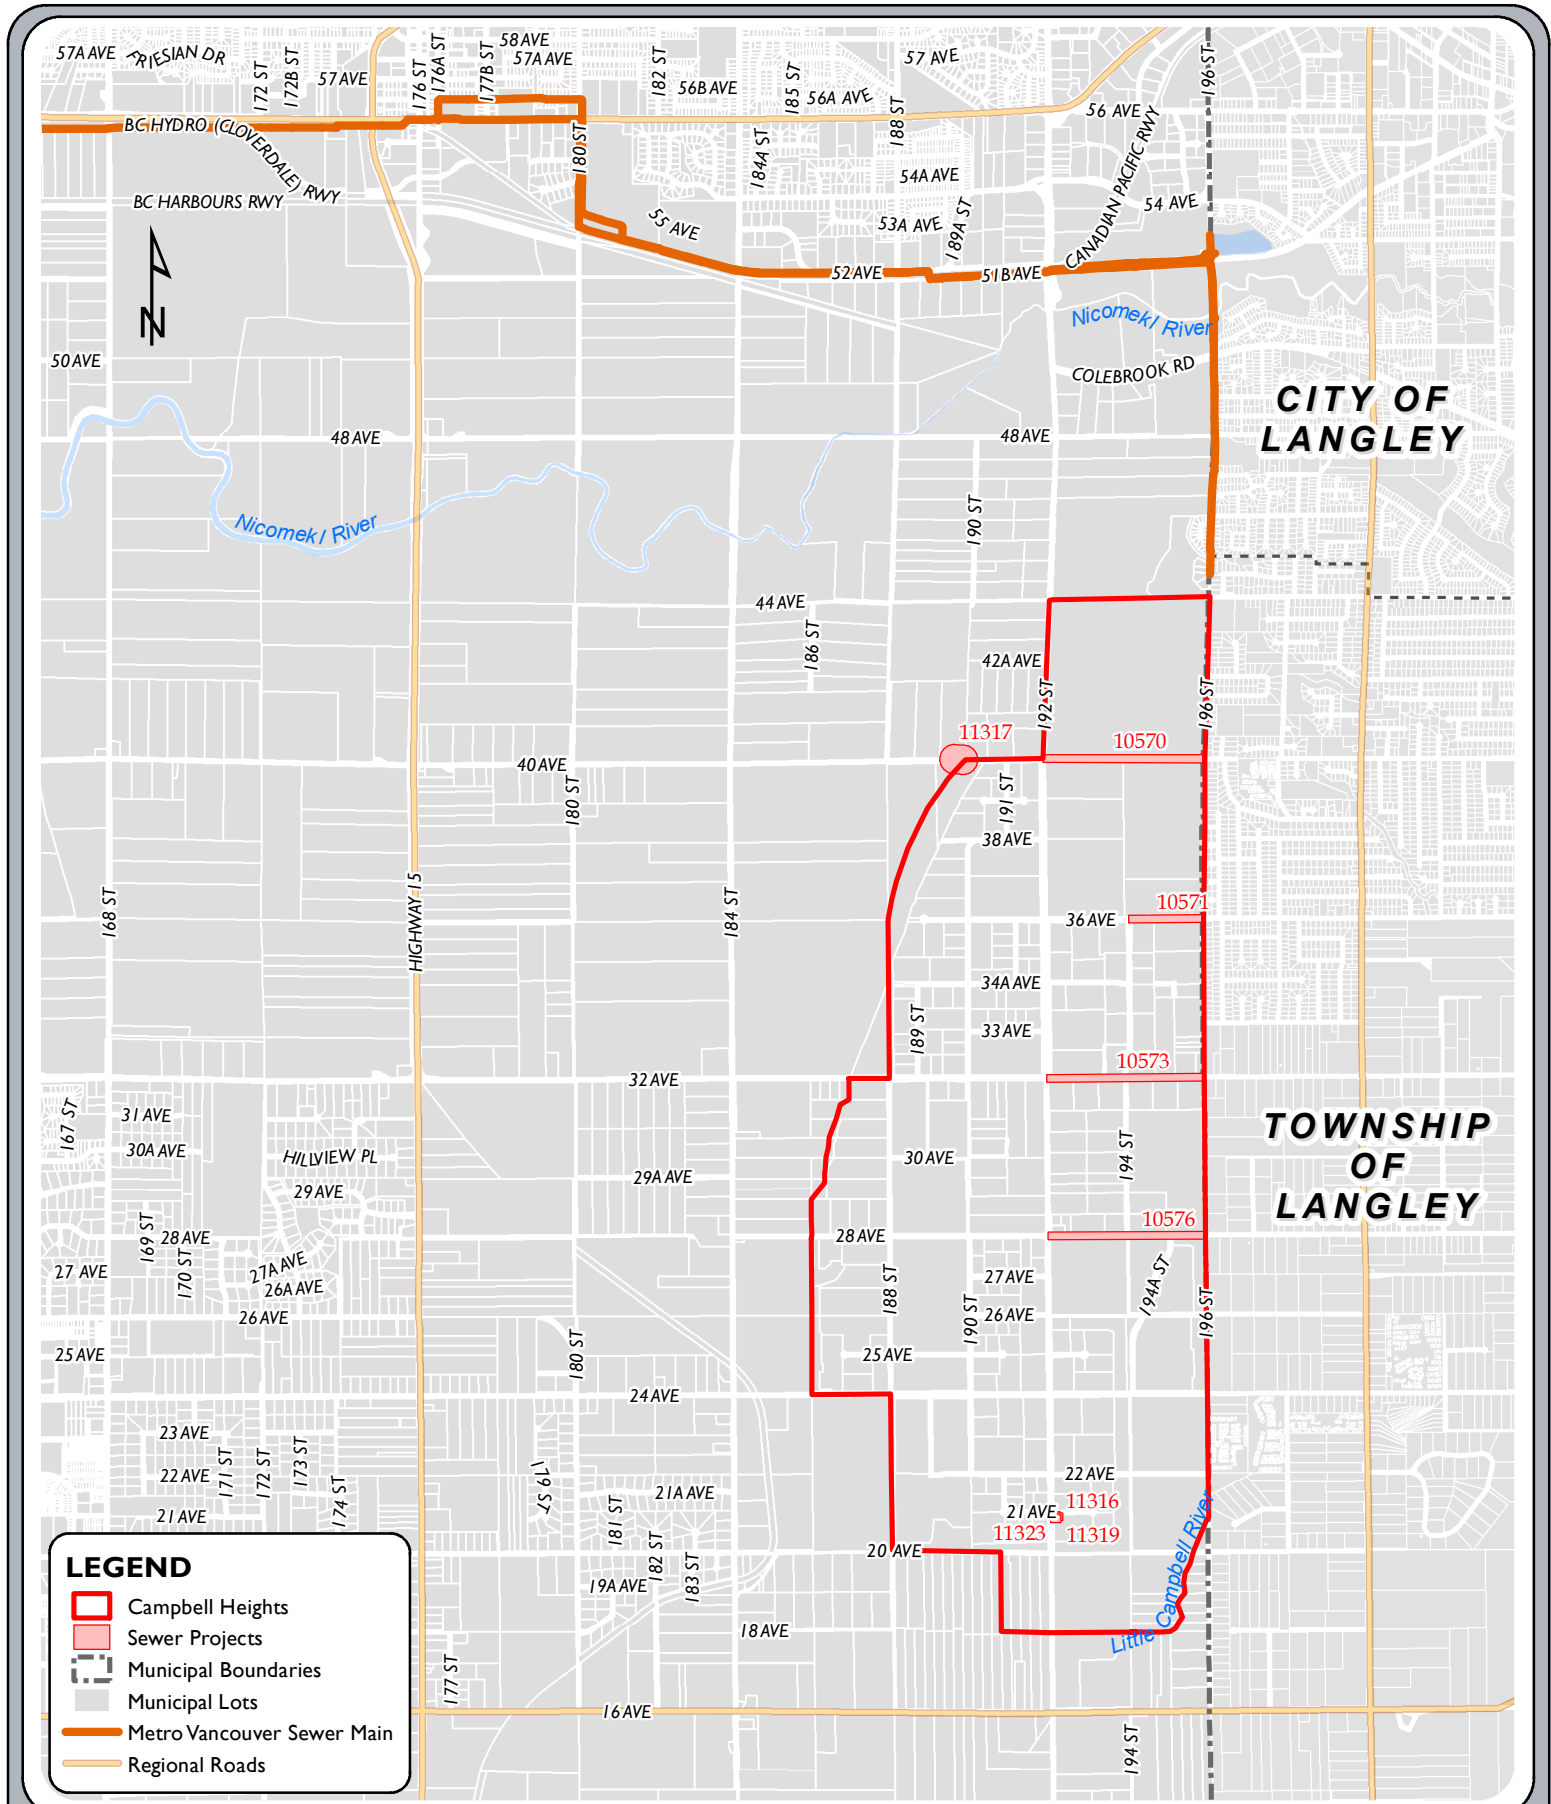 58 AVE
57A AVE
FRIESIAN DR
57A AVE
57 AVE
57 AVE
172 ST
172B ST
176 ST
176A ST
177B ST
182 ST
56B AVE
185 ST
56A AVE
188 ST
196 ST
56 AVE
BC HYDRO (CLOVERDALE) RWY
180 ST
184A ST
CANADIAN PACIFIC RWY
54A AVE
BC HARBOURS RWY
54 AVE
55 AVE
53A AVE
189A ST
52 AVE
51B AVE
N
Nicomekl River
50 AVE
COLEBROOK RD
CITY OF
LANGLEY
48 AVE
48 AVE
190 ST
Nicomekl River
44 AVE
186 ST
42A AVE
192 ST
196 ST
11317
10570
40 AVE
180 ST
191 ST
38 AVE
168 ST
HIGHWAY 15
184 ST
10571
36 AVE
34A AVE
189 ST
33 AVE
10573
32 AVE
167 ST
31 AVE
30A AVE
HILLVIEW PL
30 AVE
194 ST
TOWNSHIP
OF
LANGLEY
29A AVE
29 AVE
10576
169 ST
28 AVE
28 AVE
170 ST
27A AVE
27 AVE
27 AVE
188 ST
194A ST
26A AVE
26 AVE
190 ST
26 AVE
196 ST
25 AVE
180 ST
25 AVE
24 AVE
23 AVE
171 ST
172 ST
173 ST
22 AVE
22 AVE
174 ST
179 ST
21A AVE
21 AVE
181 ST
21 AVE
11316
11323
11319
Little Campbell River
182 ST
183 ST
20 AVE
19A AVE
18 AVE
177 ST
16 AVE
194 ST
LEGEND
Campbell Heights
Sewer Projects
Municipal Boundaries
Municipal Lots
Metro Vancouver Sewer Main
Regional Roads